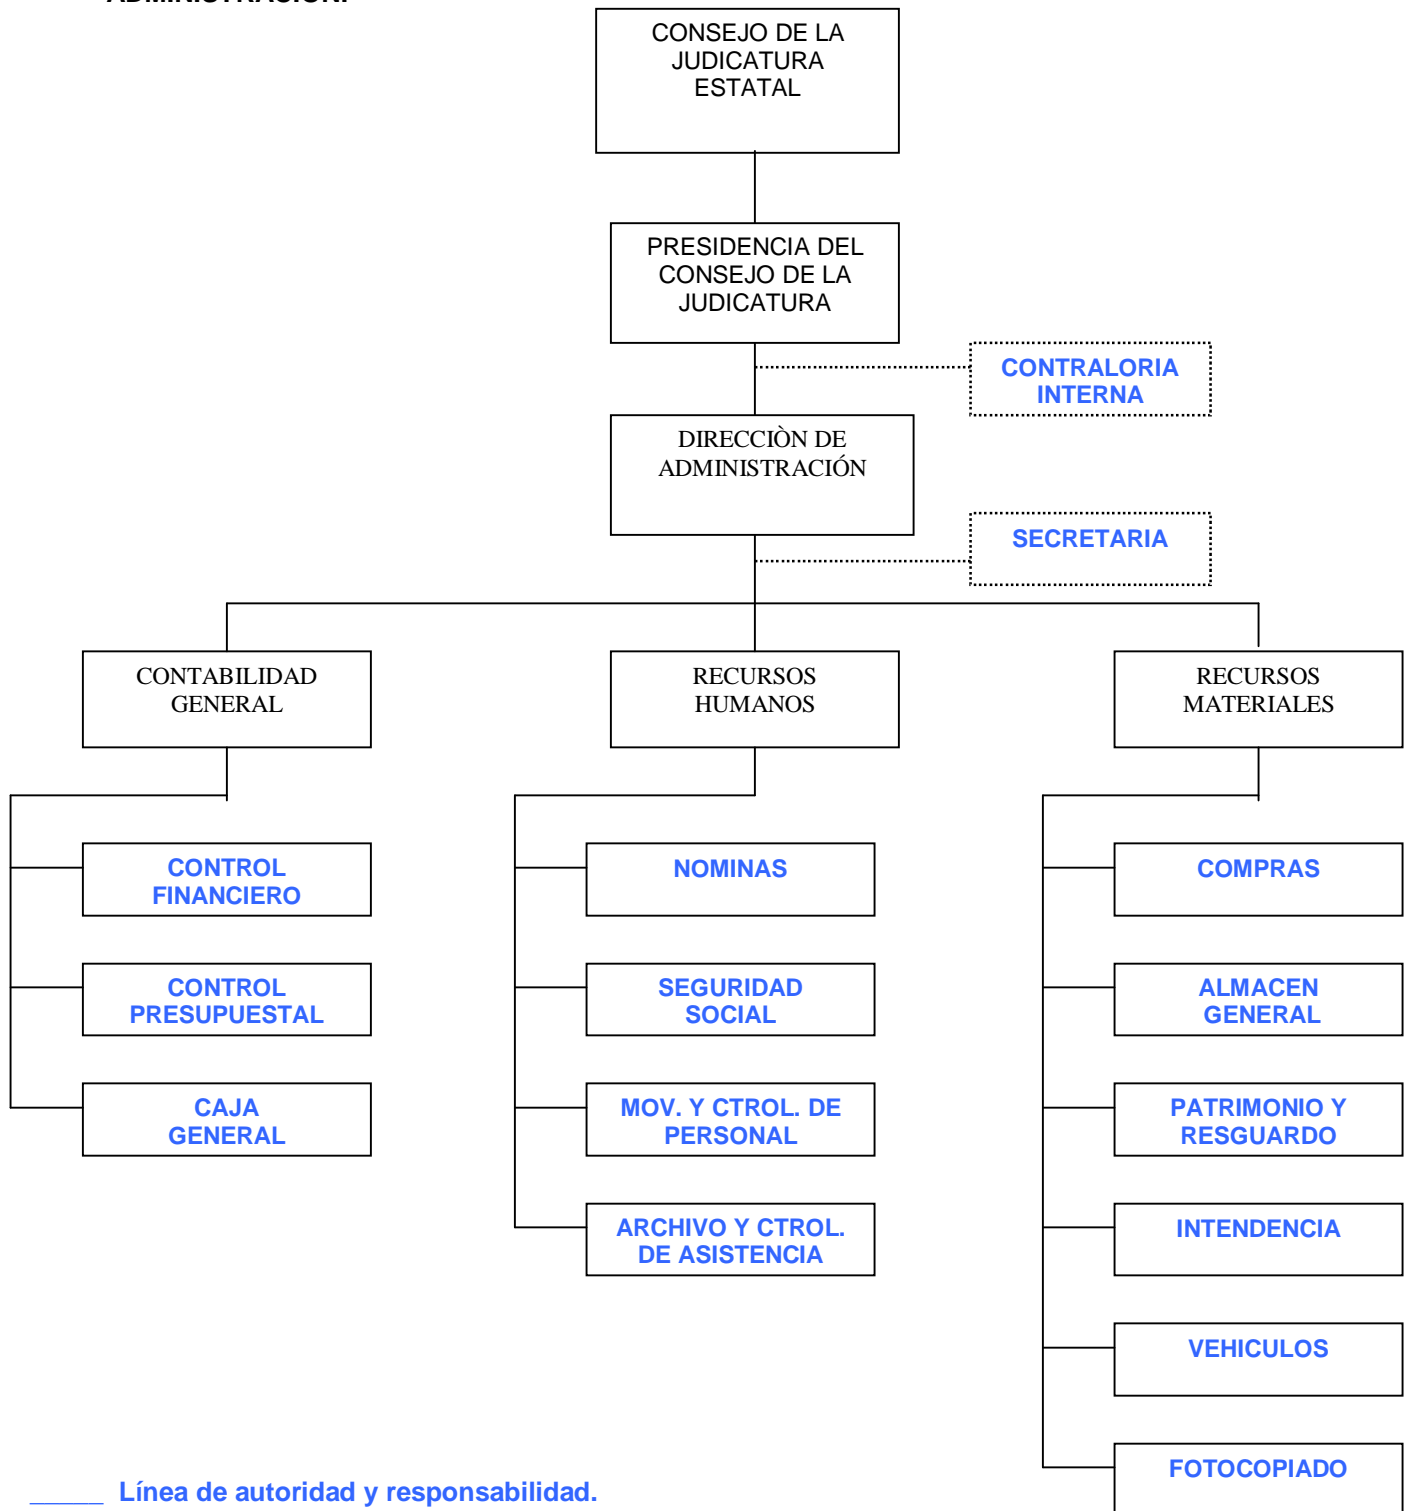 ADMINISTRACION.
CONSEJO DE LA
JUDICATURA
ESTATAL
PRESIDENCIA DEL
CONSEJO DE LA
JUDICATURA
CONTRALORIA
INTERNA
DIRECCIÒN DE
ADMINISTRACIÓN
SECRETARIA
CONTABILIDAD
GENERAL
RECURSOS
HUMANOS
RECURSOS
MATERIALES
CONTROL
FINANCIERO
CONTROL
PRESUPUESTAL
CAJA
GENERAL
NOMINAS
SEGURIDAD
SOCIAL
MOV. Y CTROL. DE
PERSONAL
ARCHIVO Y CTROL.
DE ASISTENCIA
COMPRAS
ALMACEN
GENERAL
PATRIMONIO Y
RESGUARDO
INTENDENCIA
VEHICULOS
FOTOCOPIADO
_____ Línea de autoridad y responsabilidad.